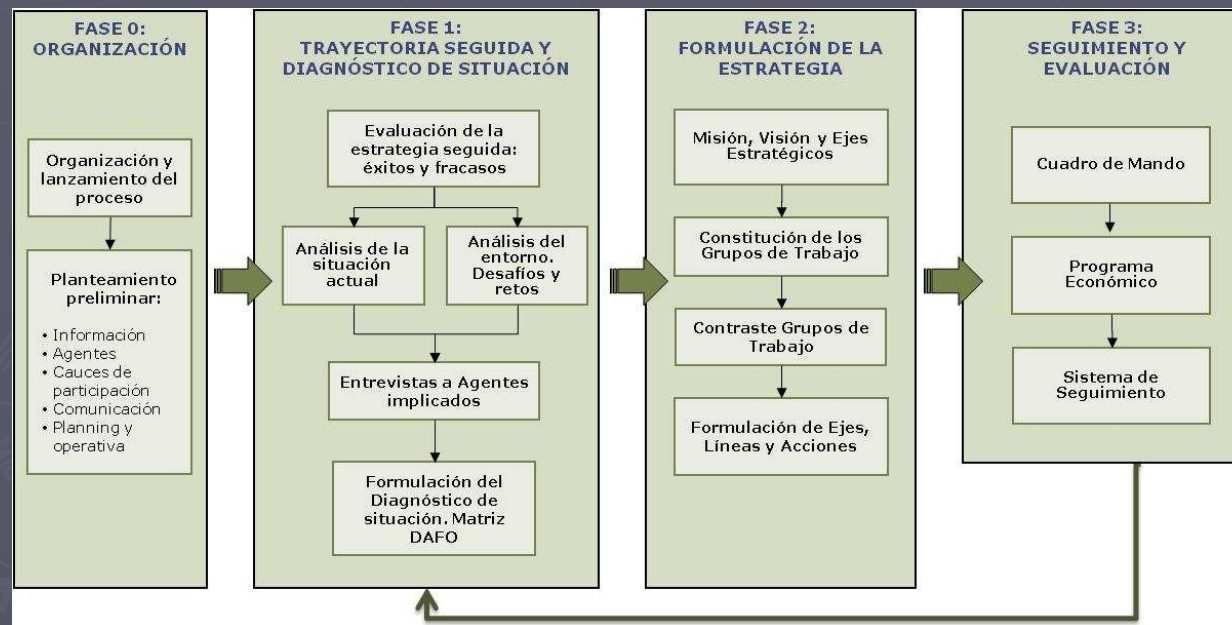 FASE 0:
ORGANIZACIÓN
Organización y
lanzamiento del
proceso
Planteamiento
preliminar:
• Información
• Agentes
• Cauces de
participación
• Comunicación
• Planning y
operativa
FASE 1:
TRAYECTORIA SEGUIDA Y
DIAGNÓSTICO DE SITUACIÓN
Evaluación de la
estrategia seguida:
éxitos y fracasos
Análisis de la
situación
actual
Análisis del
entorno.
Desafíos y
retos
Entrevistas a Agentes
implicados
Formulación del
Diagnóstico de
situación. Matriz
DAFO
FASE 2:
FORMULACIÓN DE LA
ESTRATEGIA
Misión, Visión y Ejes
Estratégicos
Constitución de los
Grupos de Trabajo
Contraste Grupos de
Trabajo
Formulación de Ejes,
Líneas y Acciones
FASE 3:
SEGUIMIENTO Y
EVALUACIÓN
Cuadro de Mando
Programa
Económico
Sistema de
Seguimiento